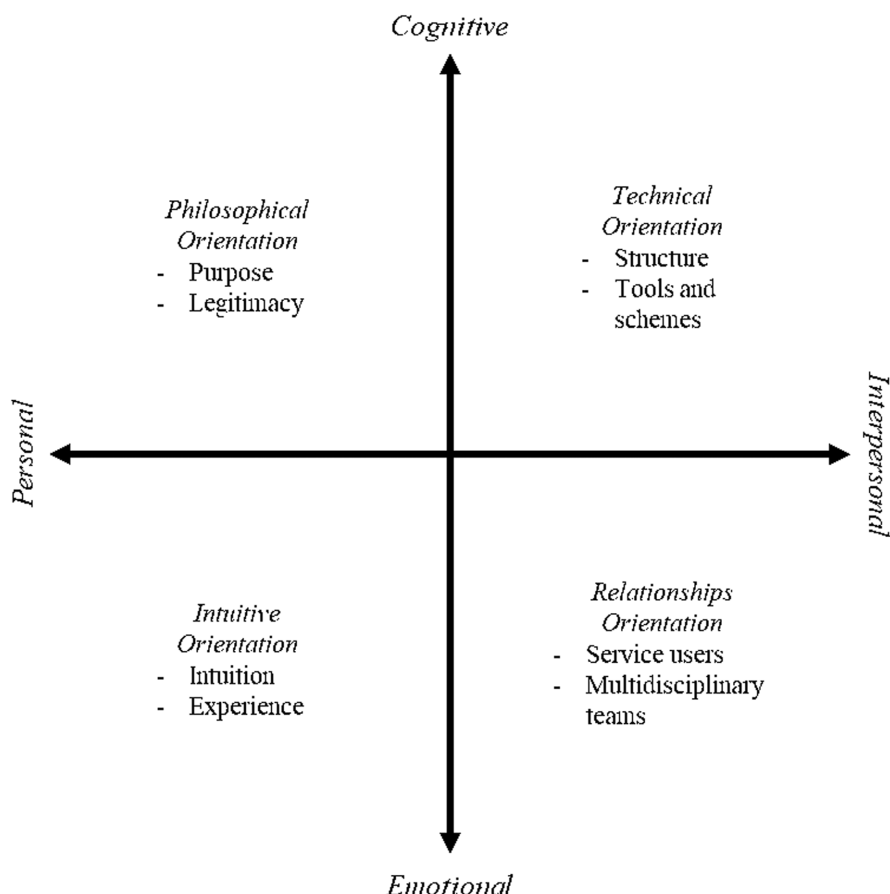 Cognitive
Philosophical
Orientation
- Purpose
- Legitimacy
Technical
Orientation
- Structure
- Tools and
schemes
Personal
Interpersonal
Intuitive
Orientation
- Intuition
- Experience
Relationships
Orientation
- Service users
- Multidisciplinary
teams
Emotional